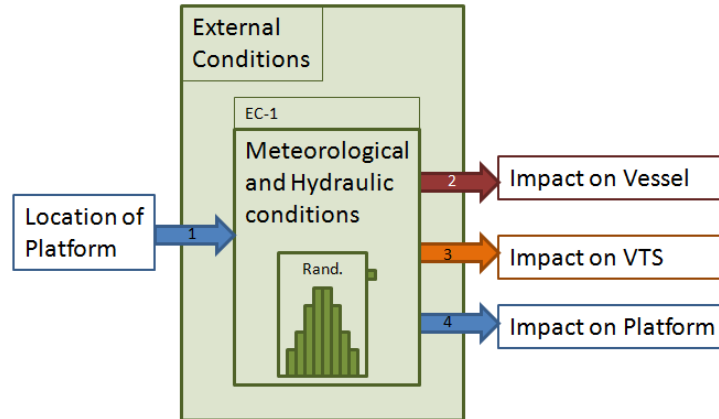 External
Conditions
EC-1
Meteorological
and Hydraulic
conditions
Rand.
Location of
Platform
1
2
Impact on Vessel
3
Impact on VTS
4
Impact on Platform